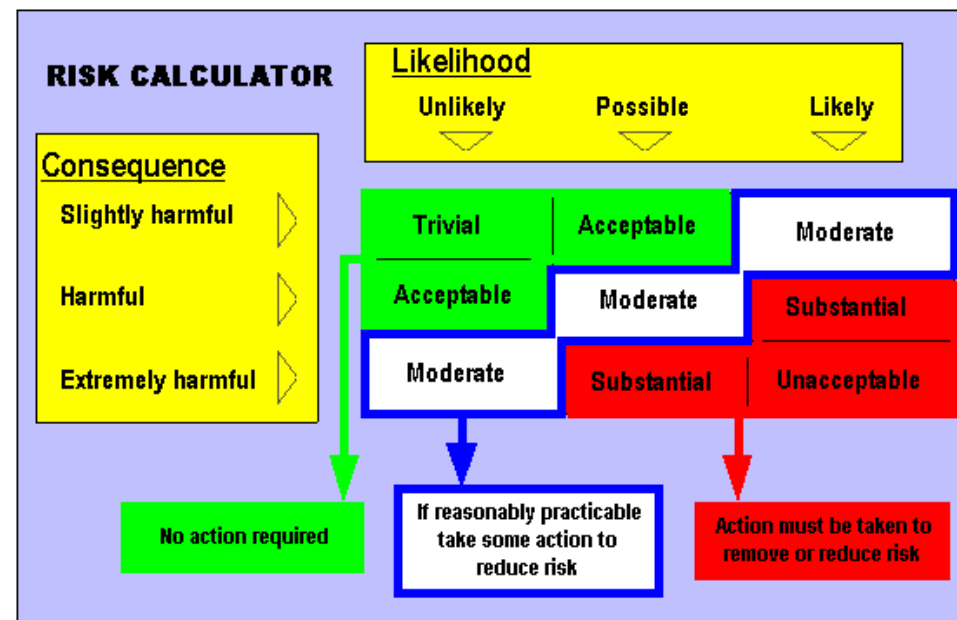 RISK CALCULATOR
Likelihood
Unlikely Possible Likely
Consequence
Slightly harmful
Harmful
Extremely harmful
Trivial Acceptable Moderate
Acceptable Moderate Substantial
Moderate Substantial Unacceptable
No action required
If reasonably practicable
take some action to
reduce risk
Action must be taken to
remove or reduce risk